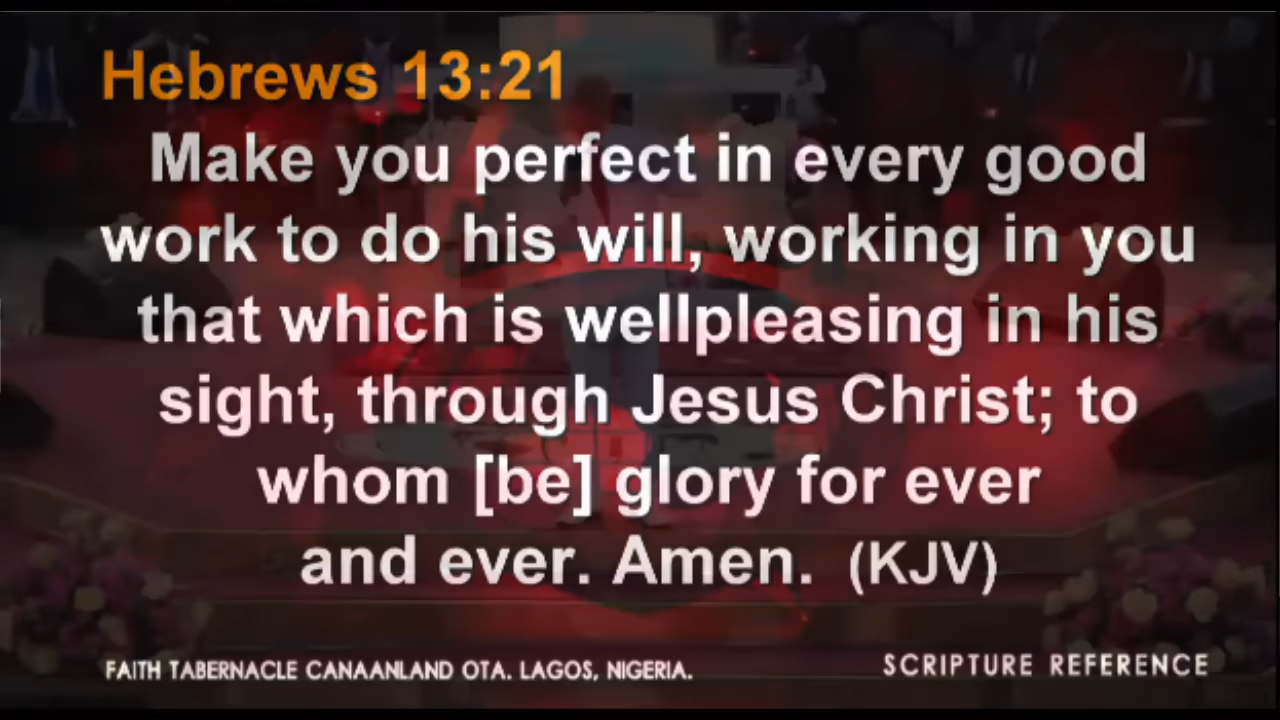 Hebrews 13:21
Make you perfect in every good
work to do his will, working in you
that which is wellpleasing in his
sight, through Jesus Christ; to
whom [be] glory for ever
and ever. Amen. (KJV)
FAITH TABERNACLE CANAANLAND OTA. LAGOS, NIGERIA.
SCRIPTURE REFERENCE